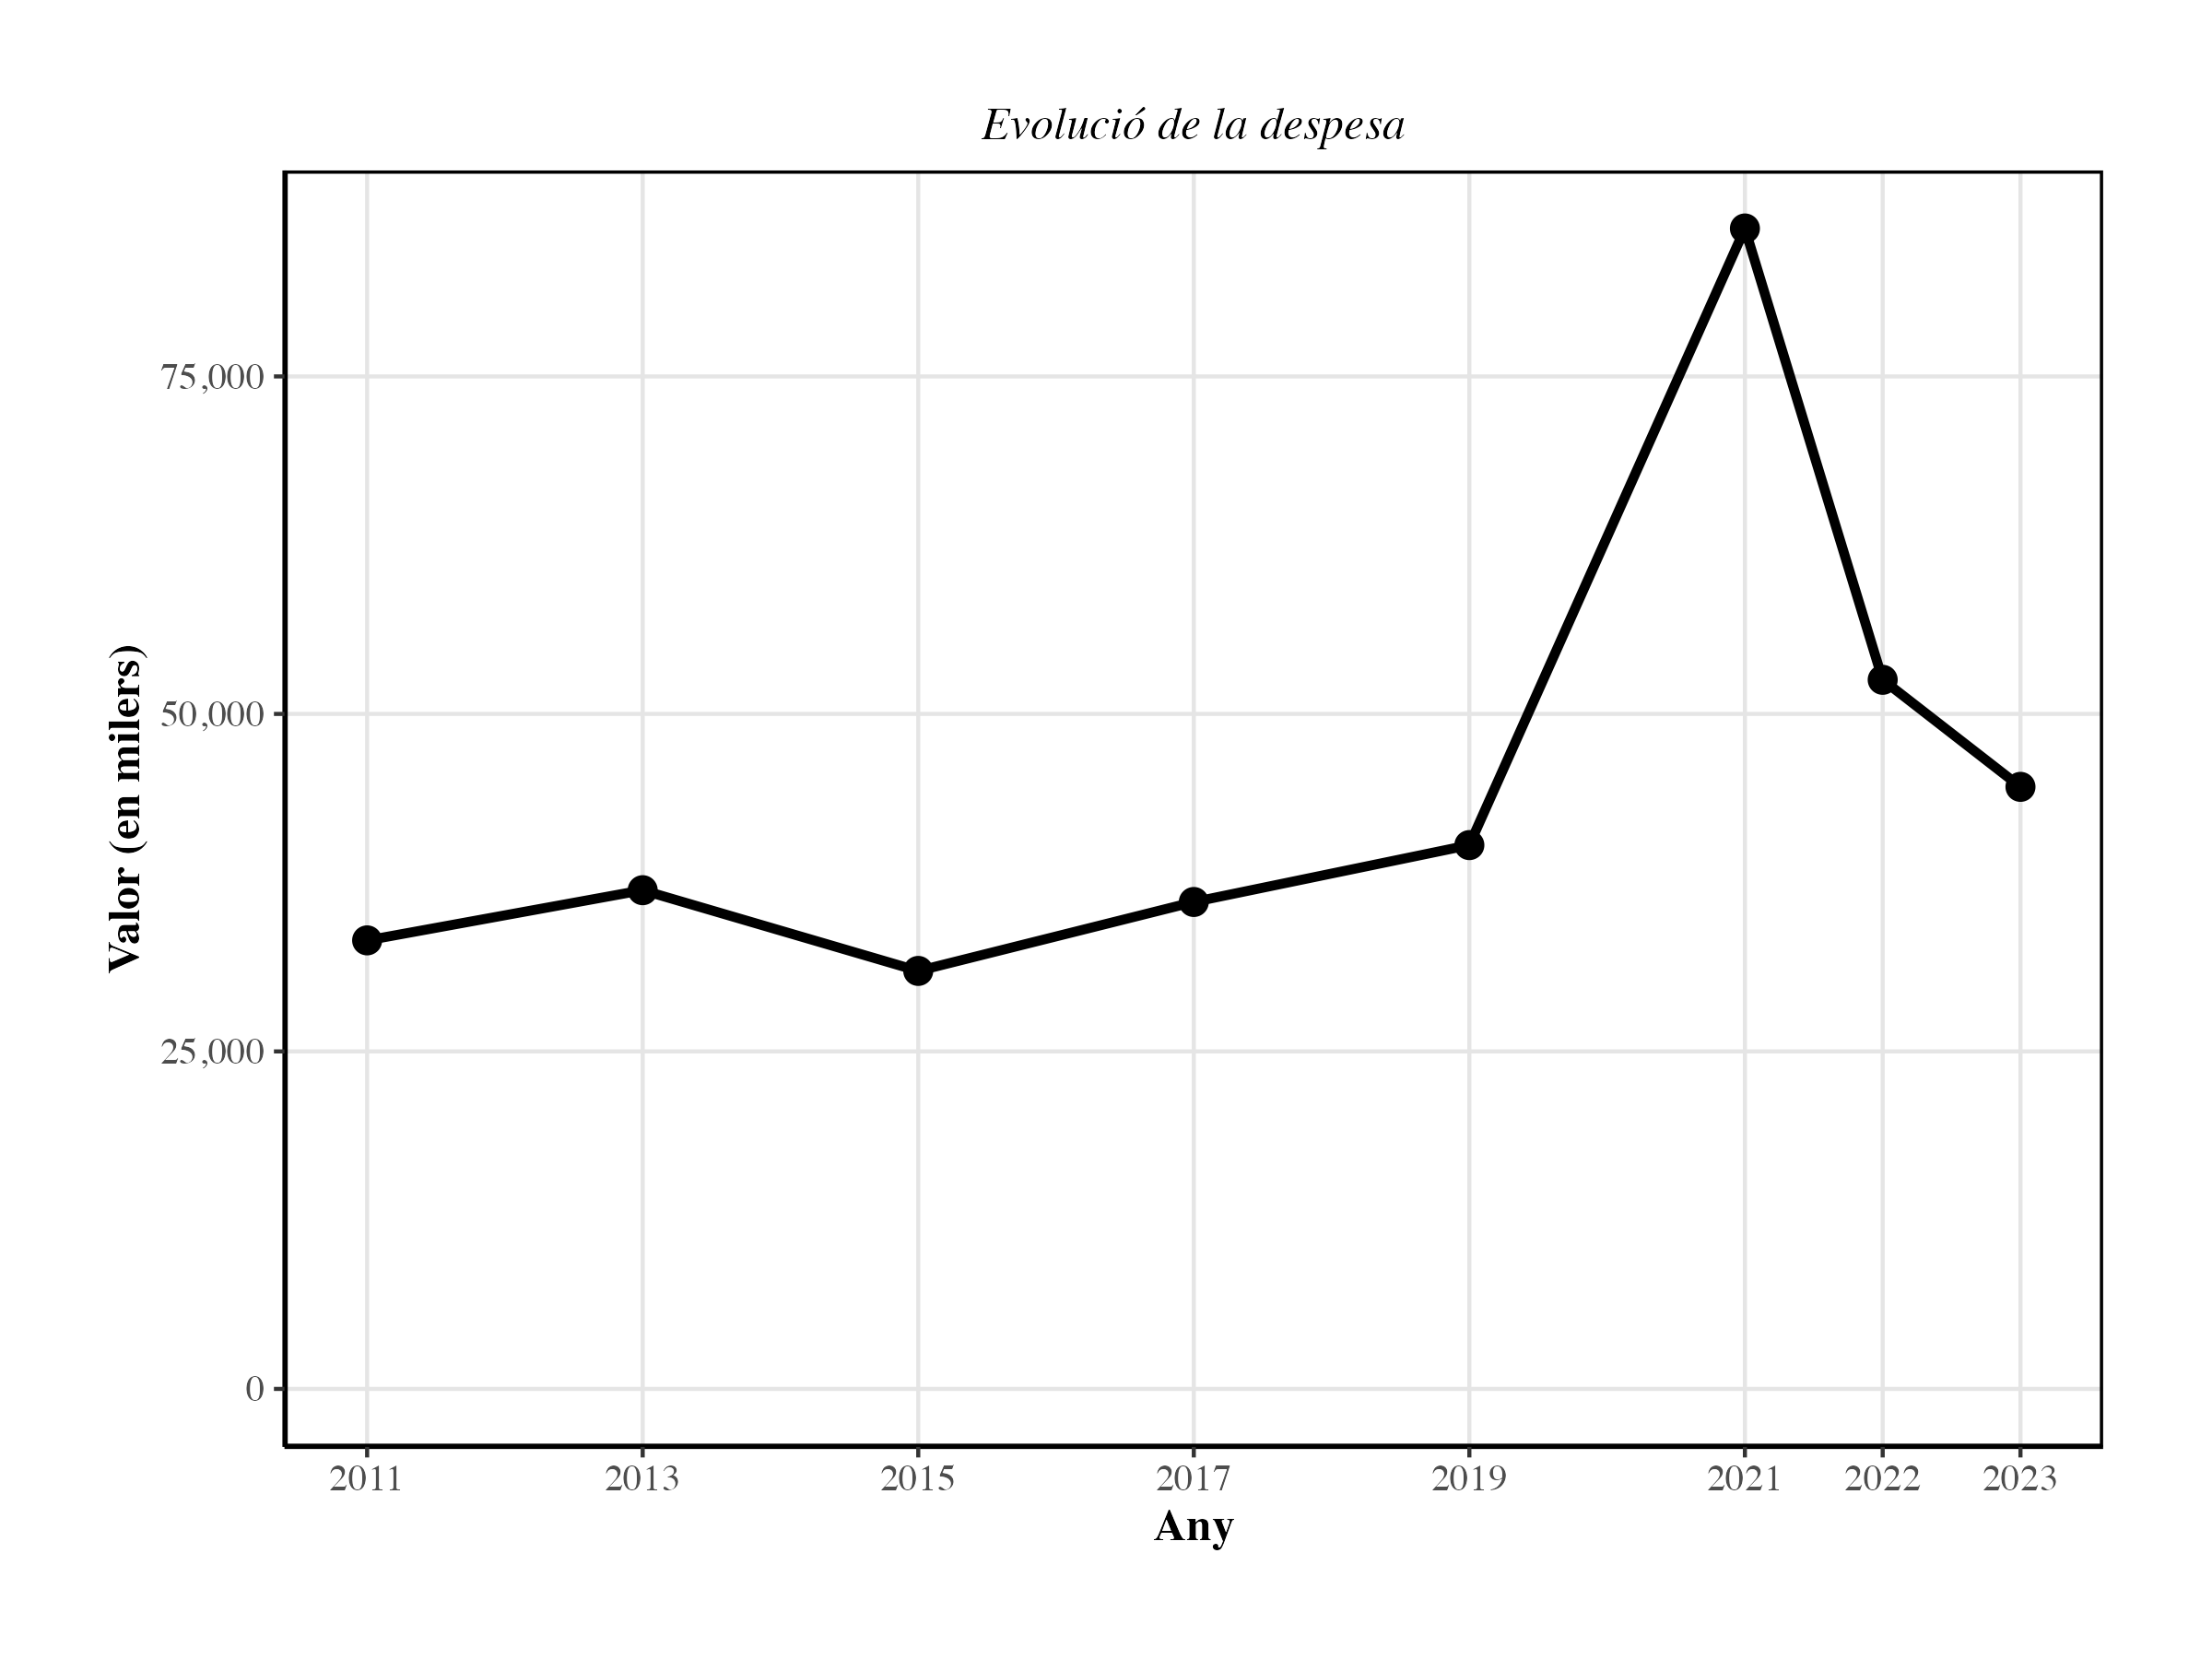 Evolució de la despesa
Valor (en milers)
75,000
50,000
25,000
0
2011 2013 2015 2017 2019 2021 2022 2023
Any